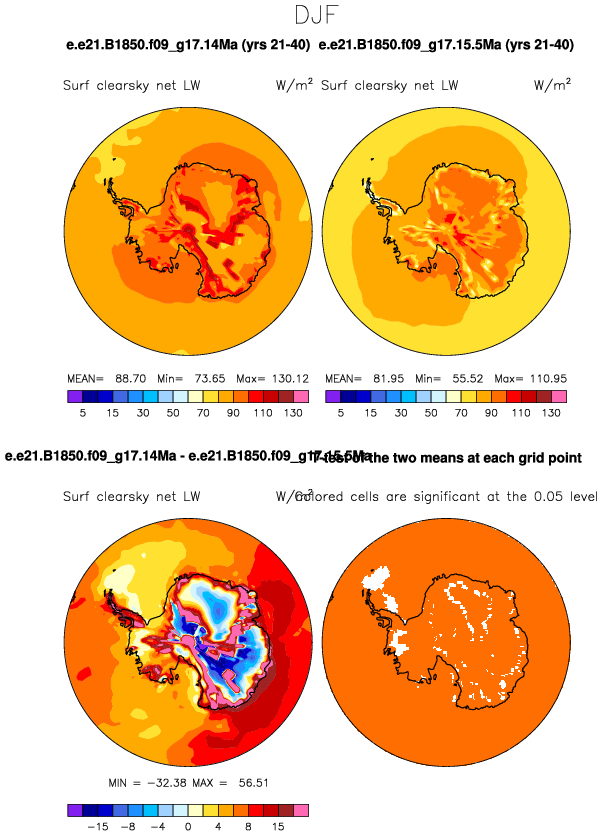 DJF
e.e21.B1850.f09_g17.14Ma (yrs 21-40) e.e21.B1850.f09_g17.15.5Ma (yrs 21-40)
Surf clearsky net LW W/m² Surf clearsky net LW W/m²
MEAN= 88.70 Min= 73.65 Max= 130.12 MEAN= 81.95 Min= 55.52 Max= 110.95
5 15 30 50 70 90 110 130 5 15 30 50 70 90 110 130
e.e21.B1850.f09_g17.14Ma - e.e21.B1850.f09_g17.15.5Ma T-test of the two means at each grid point
Surf clearsky net LW W/m² Colored cells are significant at the 0.05 level
MIN = -32.38 MAX = 56.51
-15 -8 -4 0 4 8 15